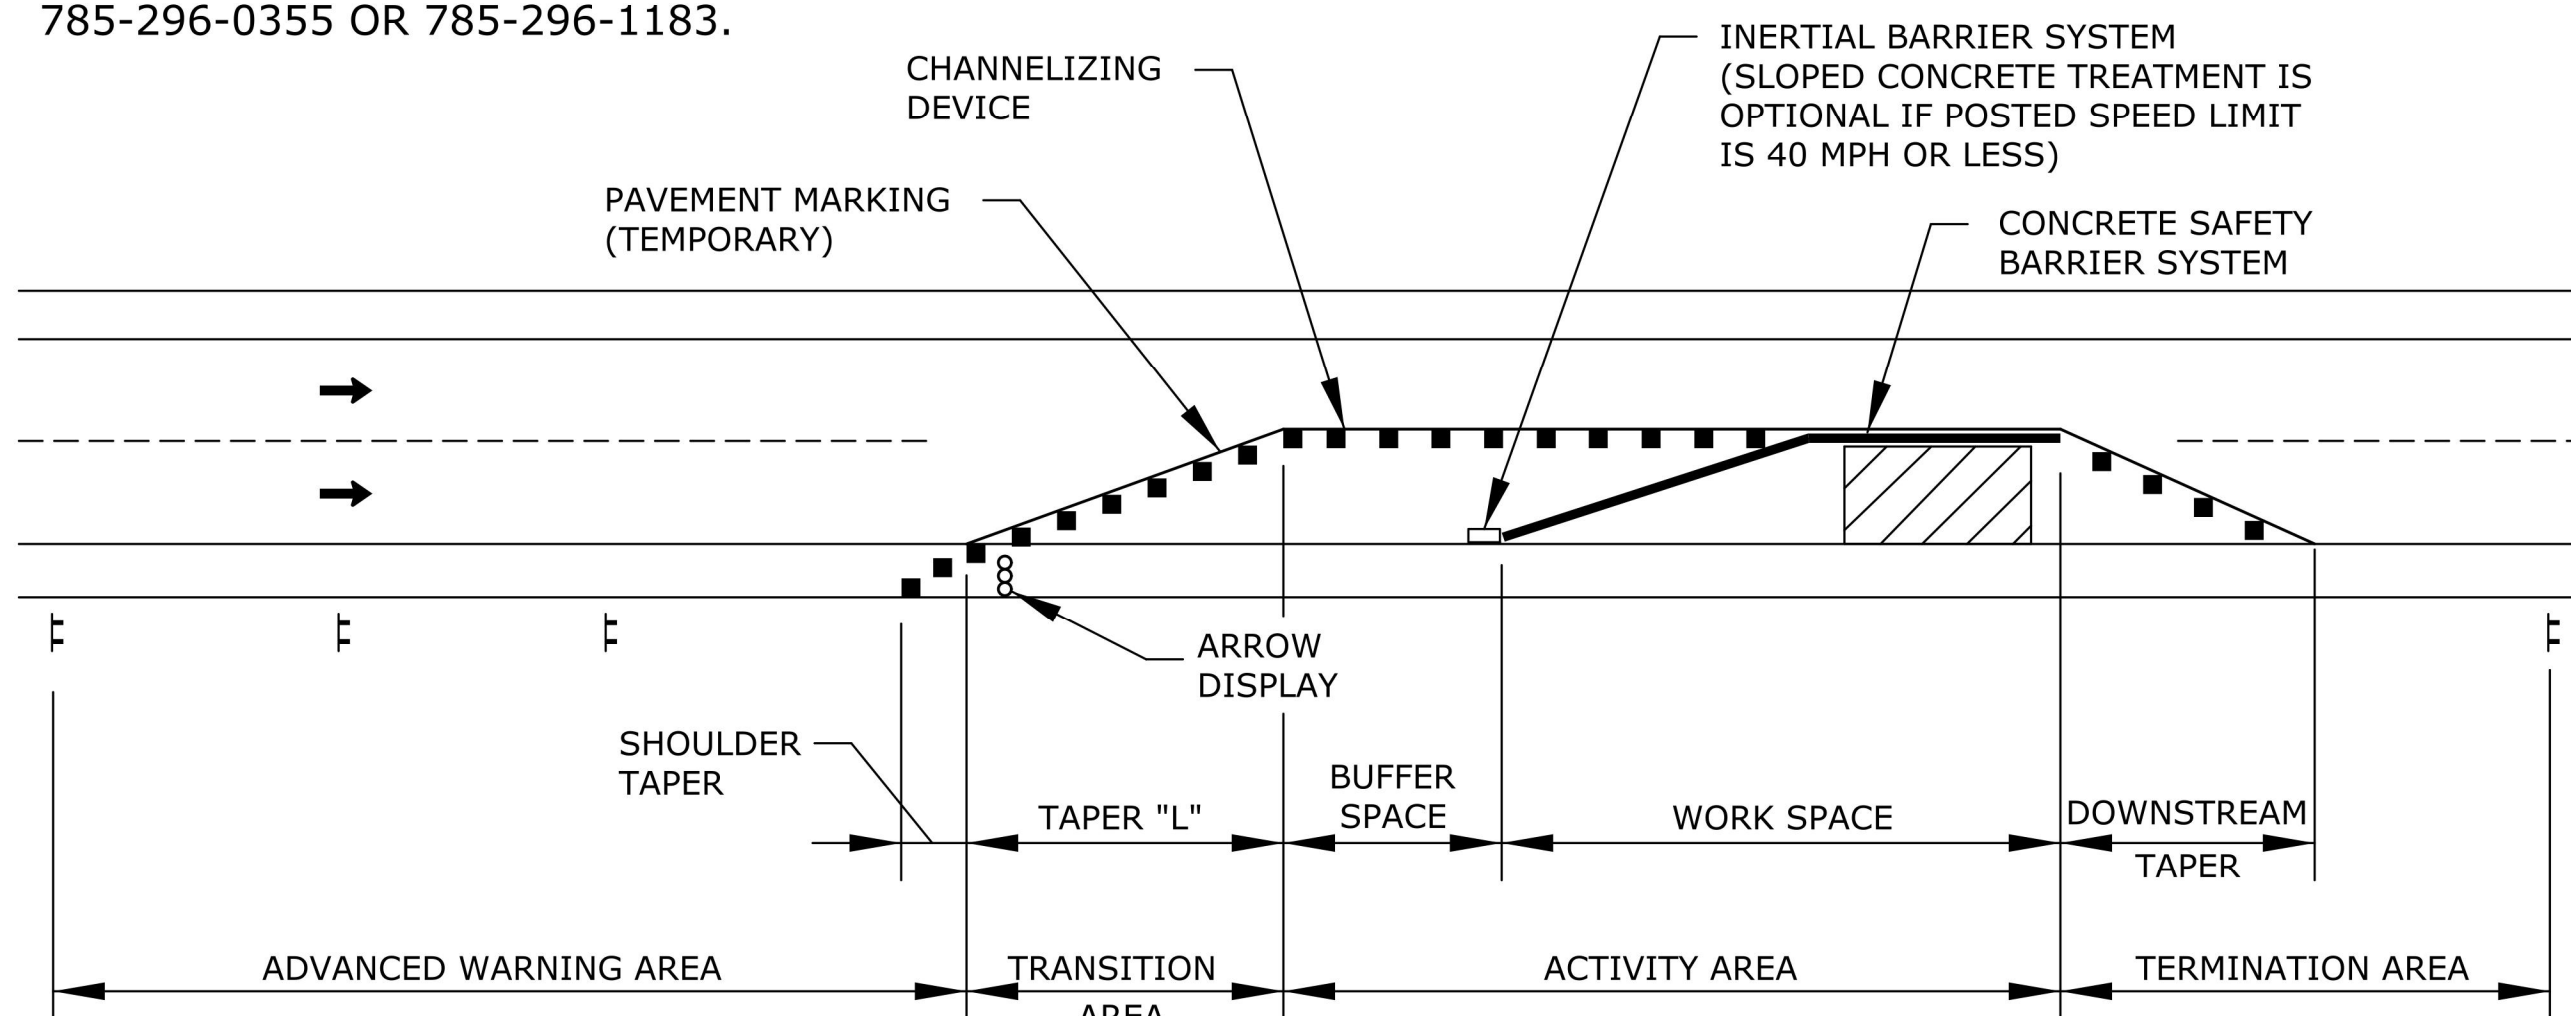 785-296-0355 OR 785-296-1183.
CHANNELIZING
DEVICE
INERTIAL BARRIER SYSTEM
(SLOPED CONCRETE TREATMENT IS
OPTIONAL IF POSTED SPEED LIMIT
IS 40 MPH OR LESS)
PAVEMENT MARKING
(TEMPORARY)
CONCRETE SAFETY
BARRIER SYSTEM
ARROW
DISPLAY
SHOULDER
TAPER
TAPER "L"
BUFFER
SPACE
WORK SPACE
DOWNSTREAM
TAPER
ADVANCED WARNING AREA
TRANSITION
AREA
ACTIVITY AREA
TERMINATION AREA